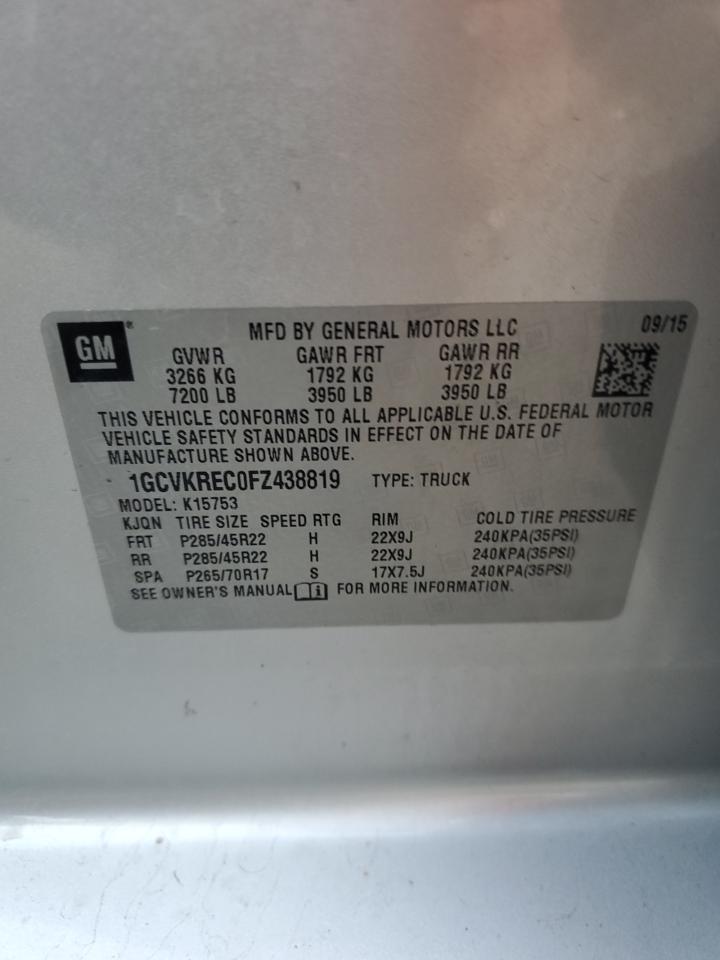 GM
MFD BY GENERAL MOTORS LLC 09/15
GVWR GAWR FRT GAWR RR
3266 KG 1792 KG 1792 KG
7200 LB 3950 LB 3950 LB
THIS VEHICLE CONFORMS TO ALL APPLICABLE U.S. FEDERAL MOTOR
VEHICLE SAFETY STANDARDS IN EFFECT ON THE DATE OF
MANUFACTURE SHOWN ABOVE.
1GCVKREC0FZ438819 TYPE: TRUCK
MODEL: K15753
KJQN TIRE SIZE SPEED RTG RIM COLD TIRE PRESSURE
FRT P285/45R22 H 22X9J 240KPA(35PSI)
RR P285/45R22 H 22X9J 240KPA(35PSI)
SPA P265/70R17 S 17X7.5J 240KPA(35PSI)
SEE OWNER'S MANUAL FOR MORE INFORMATION.